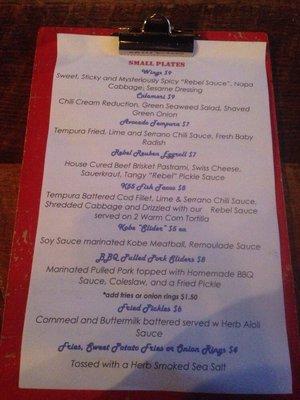 SMALL PLATES
Wings $9
Sweet, Sticky and Mysteriously Spicy "Rebel Sauce", Napa
Cabbage, Sesame Dressing
Calamari $9
Chili Cream Reduction, Green Seaweed Salad, Shaved
Green Onion
Avocado Tempura $7
Tempura Fried, Lime and Serrano Chili Sauce, Fresh Baby
Radish
Rebel Reuben Eggroll $7
House Cured Beef Brisket Pastrami, Swiss Cheese,
Sauerkraut, Tangy "Rebel" Pickle Sauce
KSS Fish Tacos $8
Tempura Battered Cod Fillet, Lime & Serrano Chili Sauce,
Shredded Cabbage and Drizzled with our Rebel Sauce
served on 2 Warm Corn Tortilla
Kobe "Slider" $5 ea
Soy Sauce marinated Kobe Meatball, Remoulade Sauce
BBQ Pulled Pork Sliders $8
Marinated Pulled Pork topped with Homemade BBQ
Sauce, Coleslaw, and a Fried Pickle
*add fries or onion rings $1.50
Fried Pickles $6
Cornmeal and Buttermilk battered served w Herb Aioli
Sauce
Fries, Sweet Potato Fries or Onion Rings $4
Tossed with a Herb Smoked Sea Salt